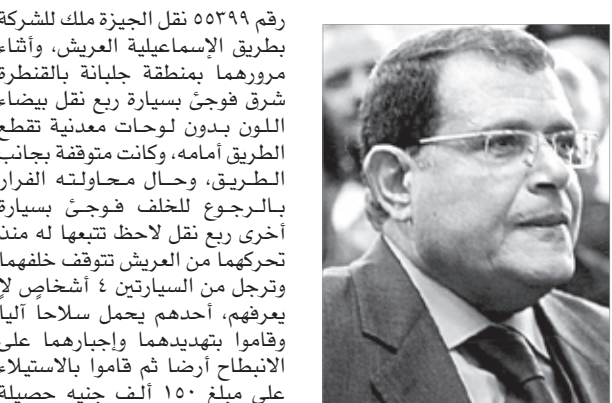 رقم ٥٥٣٩٩ نقل الجيزة ملك للشركة
بطريق الإسماعيلية العريش، وأثناء
مرورهما بمنطقة جلبانة بالقنطرة
شرق فوجئ بسيارة ربع نقل بيضاء
اللون بدون لوحات معدنية تقطع
الطريق أمامه، وكانت متوقفة بجانب
الطريق، وحال محاولته الفرار
بالرجوع للخلف فوجئ بسيارة
أخرى ربع نقل لاحظ تتبعها له منذ
تحركهما من العريش تتوقف خلفهما
وترجل من السيارتين ٤ أشخاص لا
يعرفهم، أحدهم يحمل سلاحاً آلياً
وقاموا بتهديدهما وإجبارهما على
الانبطاح أرضا ثم قاموا بالاستيلاء
على مبلغ ١٥٠ ألف جنيه حصيلة